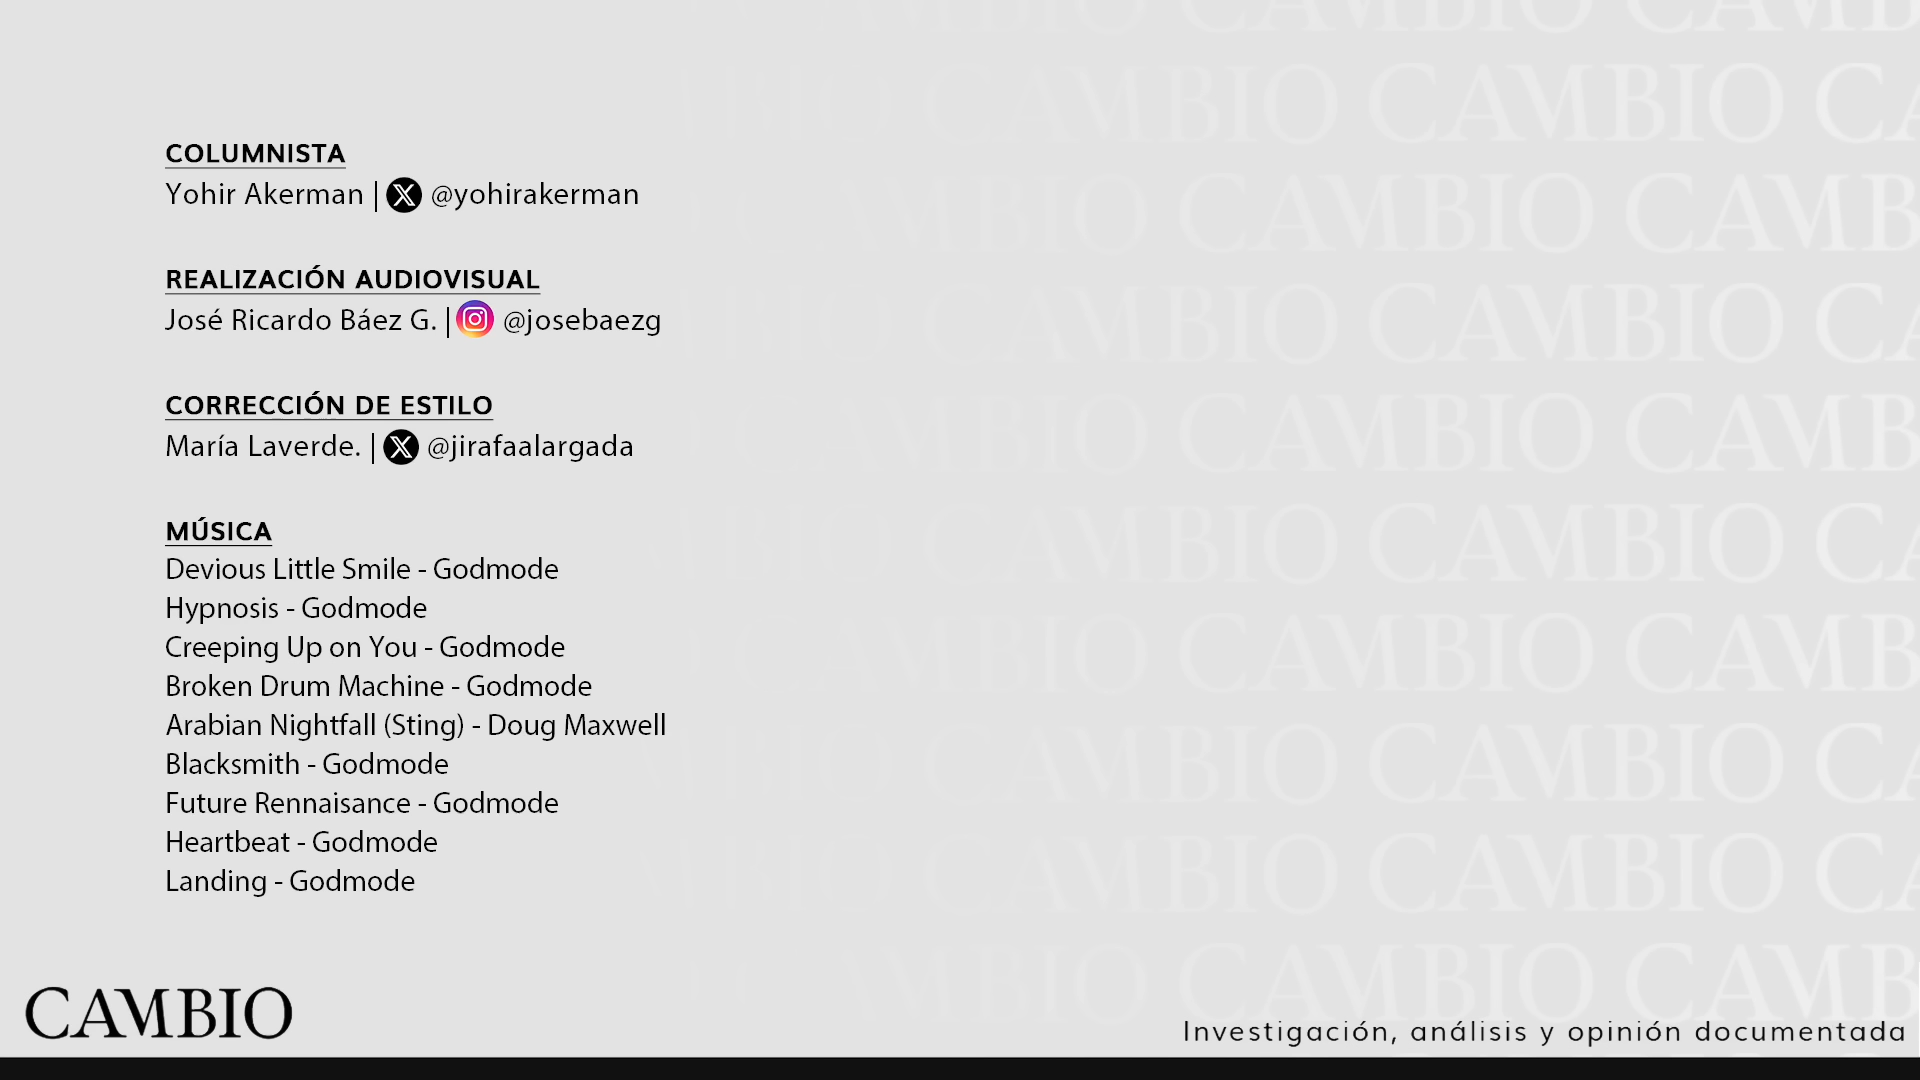 COLUMNISTA
Yohir Akerman | @yohirakerman
REALIZACIÓN AUDIOVISUAL
José Ricardo Báez G. | @josebaezg
CORRECCIÓN DE ESTILO
María Laverde. | @jirafaalargada
MÚSICA
Devious Little Smile - Godmode
Hypnosis - Godmode
Creeping Up on You - Godmode
Broken Drum Machine - Godmode
Arabian Nightfall (Sting) - Doug Maxwell
Blacksmith - Godmode
Future Rennaisance - Godmode
Heartbeat - Godmode
Landing - Godmode
CAMBIO
Investigación, análisis y opinión documentada